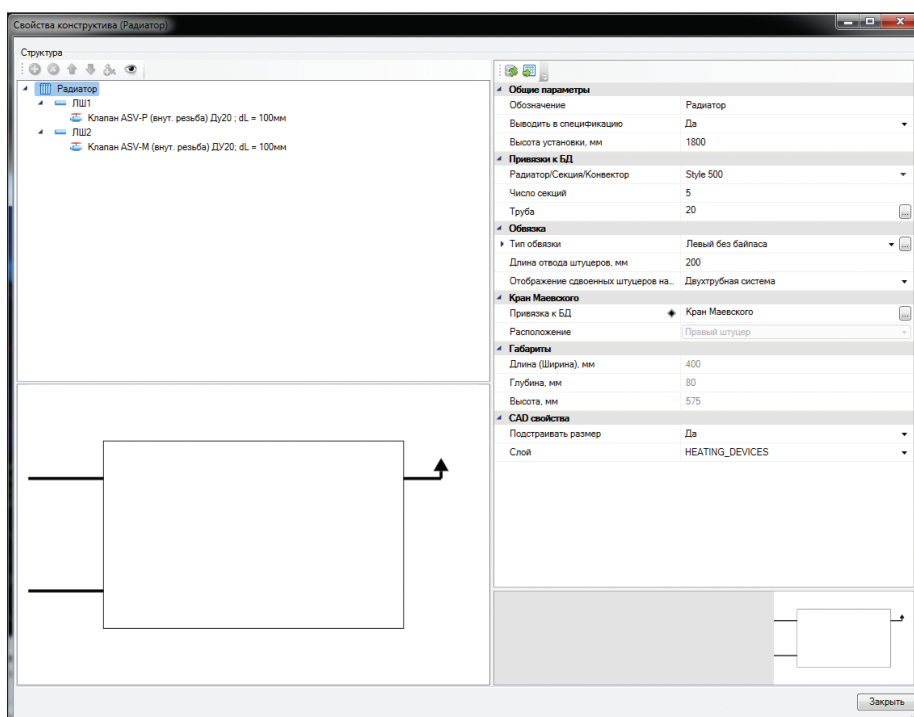 Свойства конструктива (Радиатор)
Структура
Радиатор
ЛШ1
Клапан ASV-P (внут. резьба) Ду20 ; dL = 100мм
ЛШ2
Клапан ASV-M (внут. резьба) ДУ20; dL = 100мм
Общие параметры
Обозначение Радиатор
Выводить в спецификацию Да
Высота установки, мм 1800
Привязки к БД
Радиатор/Секция/Конвектор Style 500
Число секций 5
Труба 20 ...
Обвязка
Тип обвязки Левый без байпаса ...
Длина отвода штуцеров, мм 200
Отображение сдвоенных штуцеров на... Двухтрубная система
Кран Маевского
Привязка к БД Кран Маевского ...
Расположение Правый штуцер
Габариты
Длина (Ширина), мм 400
Глубина, мм 80
Высота, мм 575
CAD свойства
Подстраивать размер Да
Слой HEATING_DEVICES
Закрыть